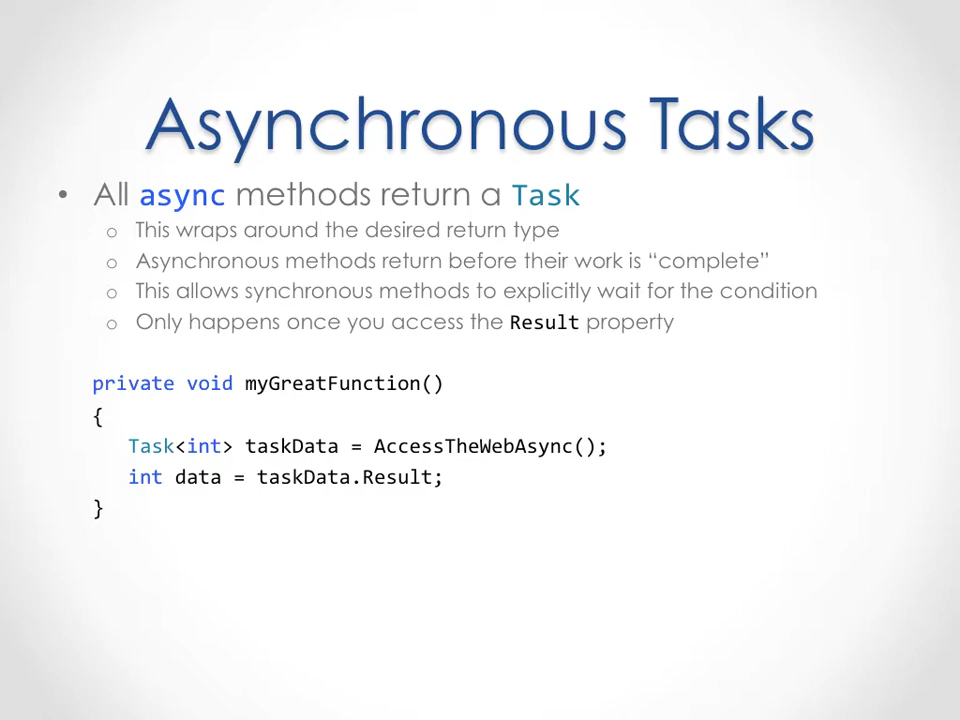 Asynchronous Tasks
• All async methods return a Task
o This wraps around the desired return type
o Asynchronous methods return before their work is “complete”
o This allows synchronous methods to explicitly wait for the condition
o Only happens once you access the Result property
private void myGreatFunction()
{
Task<int> taskData = AccessTheWebAsync();
int data = taskData.Result;
}